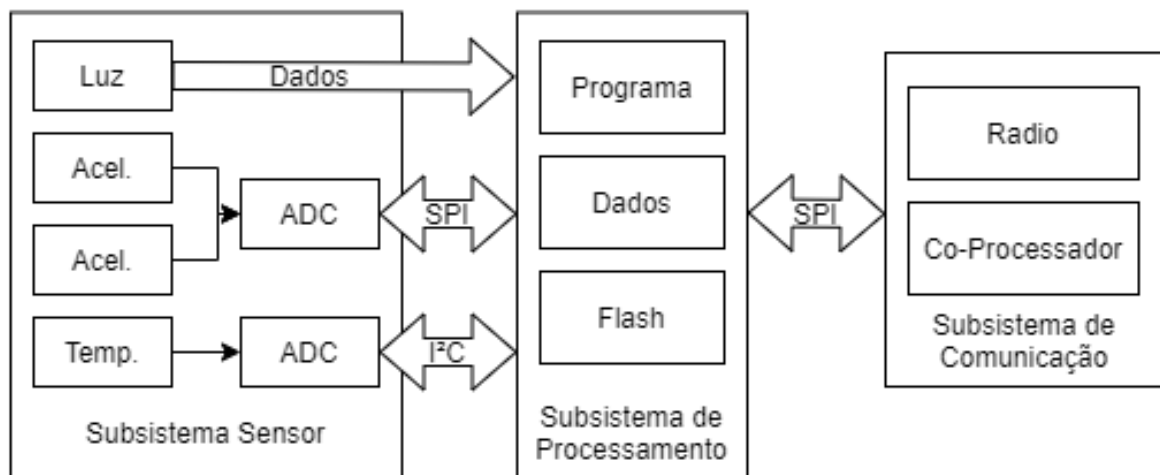 Luz
Dados
Acel.
Acel.
ADC
SPI
Temp.
ADC
I²C
Subsistema Sensor
Programa
Dados
Flash
Subsistema de
Processamento
SPI
Radio
Co-Processador
Subsistema de
Comunicação